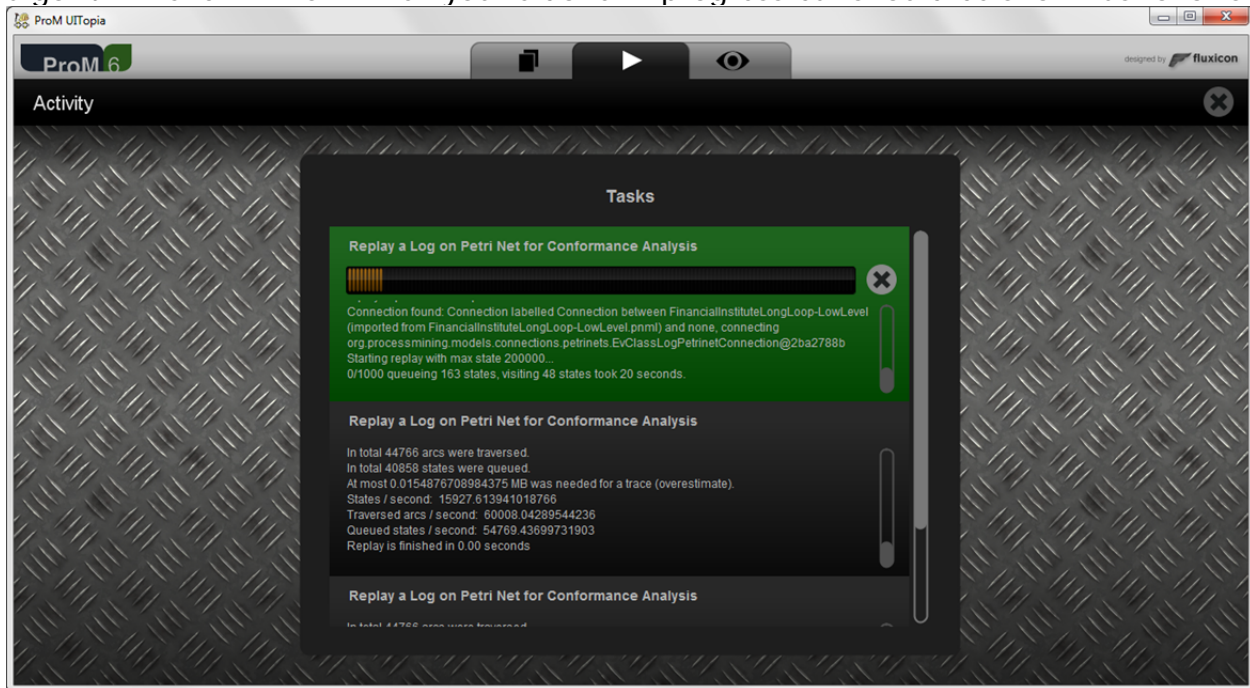 ProM UITopia
ProM 6
designed by fluxicon
Activity
Tasks
Replay a Log on Petri Net for Conformance Analysis
Connection found: Connection labelled Connection between FinancialInstituteLongLoop-LowLevel
(imported from FinancialInstituteLongLoop-LowLevel.pnml) and none, connecting
org.processmining.models.connections.petrinets.EvClassLogPetrinetConnection@2ba2788b
Starting replay with max state 200000...
0/1000 queueing 163 states, visiting 48 states took 20 seconds.
Replay a Log on Petri Net for Conformance Analysis
In total 44766 arcs were traversed.
In total 40858 states were queued.
At most 0.0154876708984375 MB was needed for a trace (overestimate).
States / second: 15927.613941018766
Traversed arcs / second: 60008.04289544236
Queued states / second: 54769.43699731903
Replay is finished in 0.00 seconds
Replay a Log on Petri Net for Conformance Analysis
In total 44766 arcs were traversed.